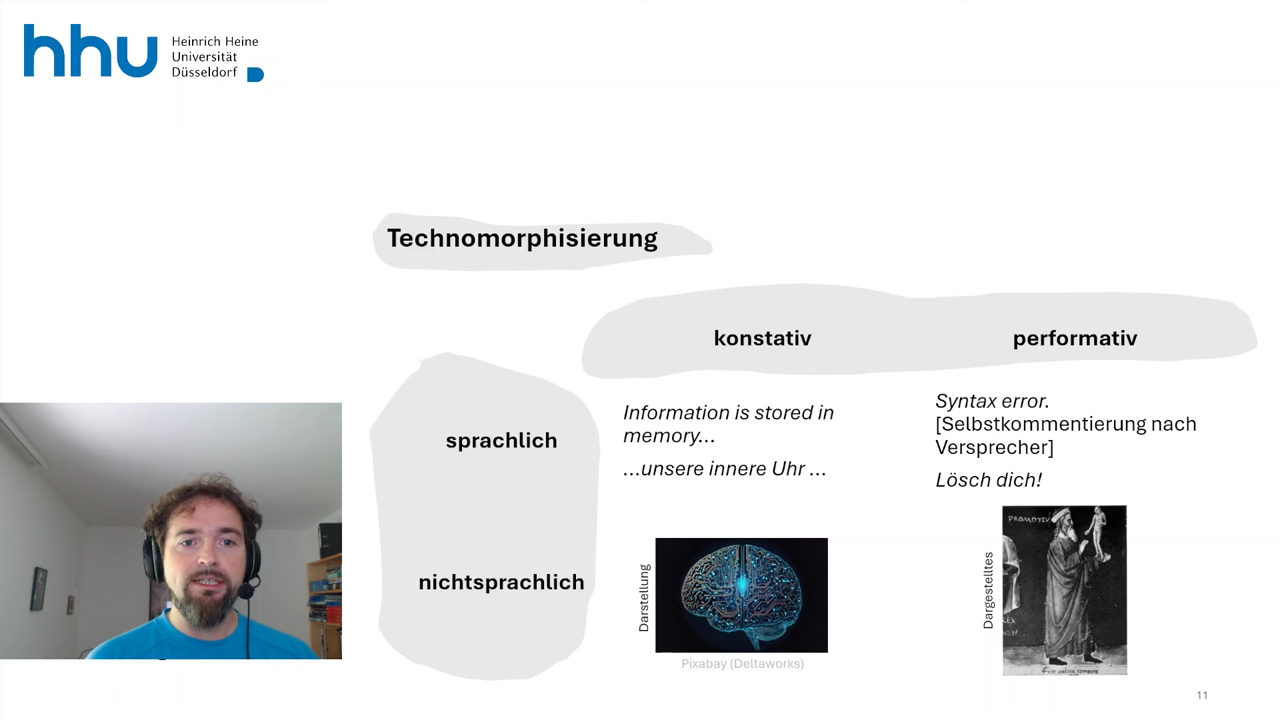 hhu
Heinrich Heine
Universität
Düsseldorf
Technomorphisierung
konstativ
performativ
sprachlich
Information is stored in
memory...
...unsere innere Uhr ...
Syntax error.
[Selbstkommentierung nach
Versprecher]
Lösch dich!
nichtsprachlich
Darstellung
Pixabay (Deltaworks)
Dargestelltes
11